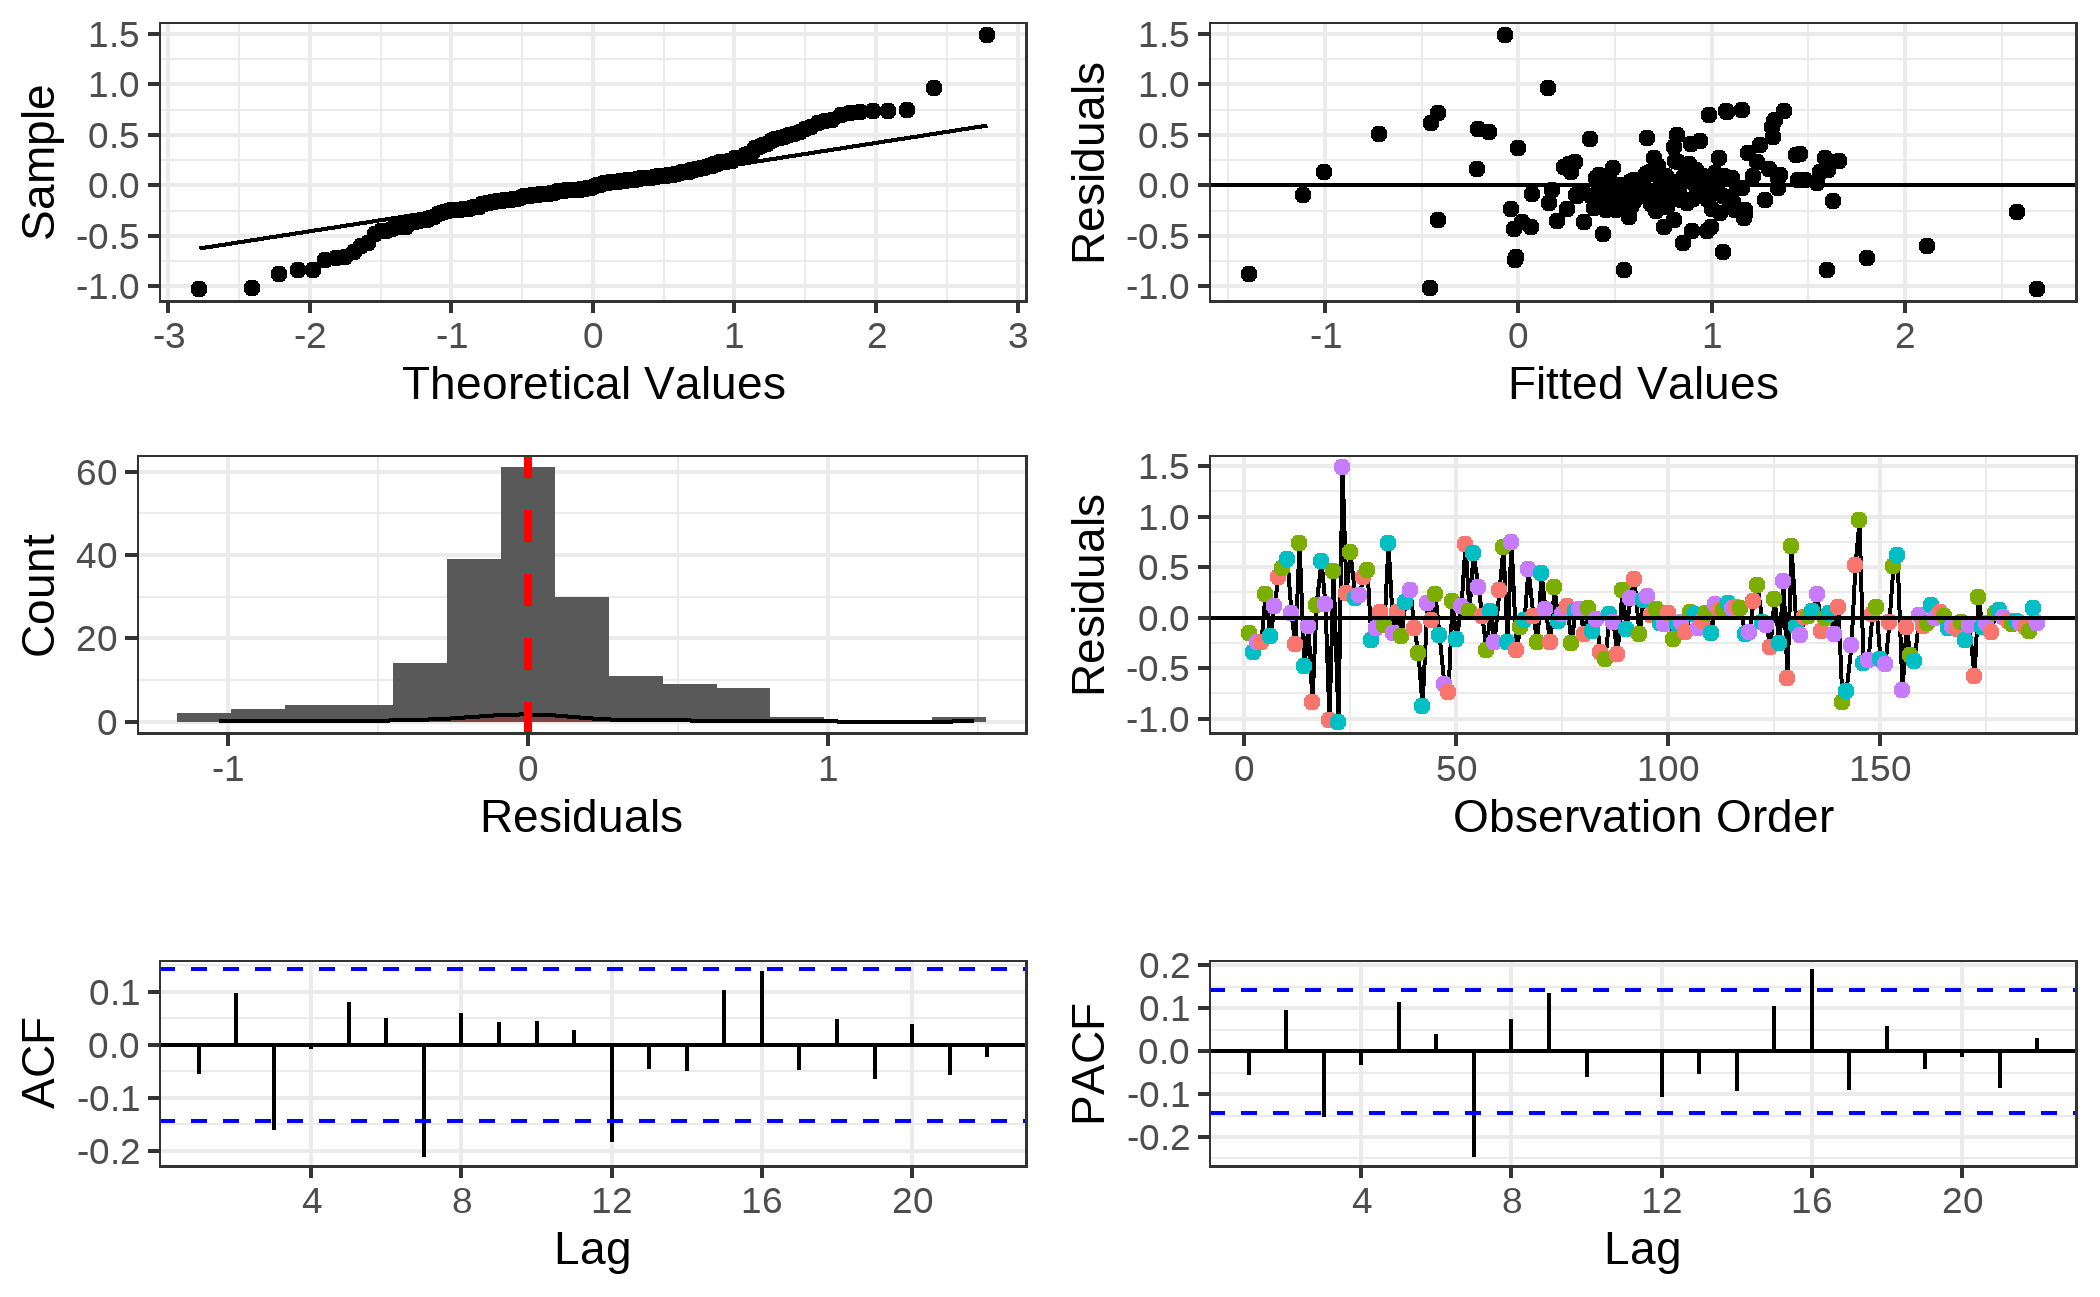 1.5
1.0
0.5
0.0
-0.5
-1.0
Sample
-3 -2 -1 0 1 2 3
Theoretical Values
1.5
1.0
0.5
0.0
-0.5
-1.0
Residuals
-1 0 1 2
Fitted Values
60
40
20
0
Count
-1 0 1
Residuals
1.5
1.0
0.5
0.0
-0.5
-1.0
Residuals
0 50 100 150
Observation Order
0.1
0.0
-0.1
-0.2
ACF
4 8 12 16 20
Lag
0.2
0.1
0.0
-0.1
-0.2
PACF
4 8 12 16 20
Lag